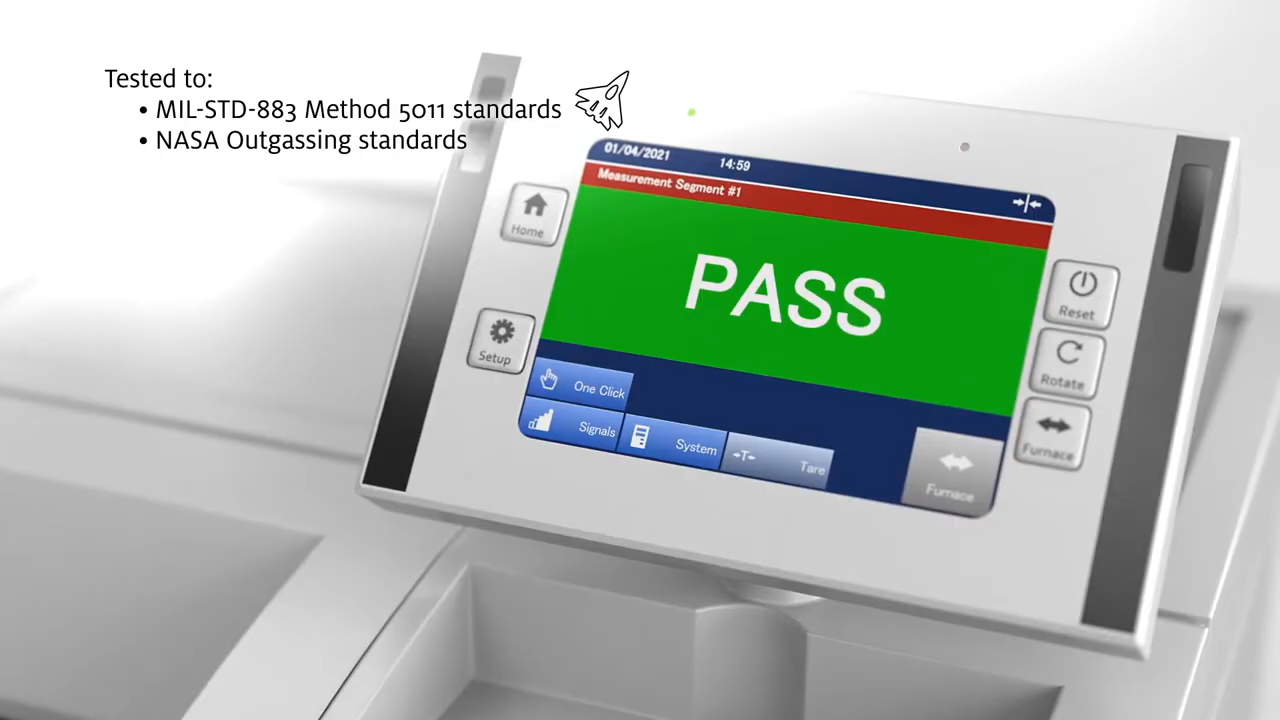 Tested to:
• MIL-STD-883 Method 5011 standards
• NASA Outgassing standards
01/04/2021 14:59
Measurement Segment #1
PASS
Home
Setup
One Click
Signals
System
T
Tare
Furnace
Reset
Rotate
Furnace